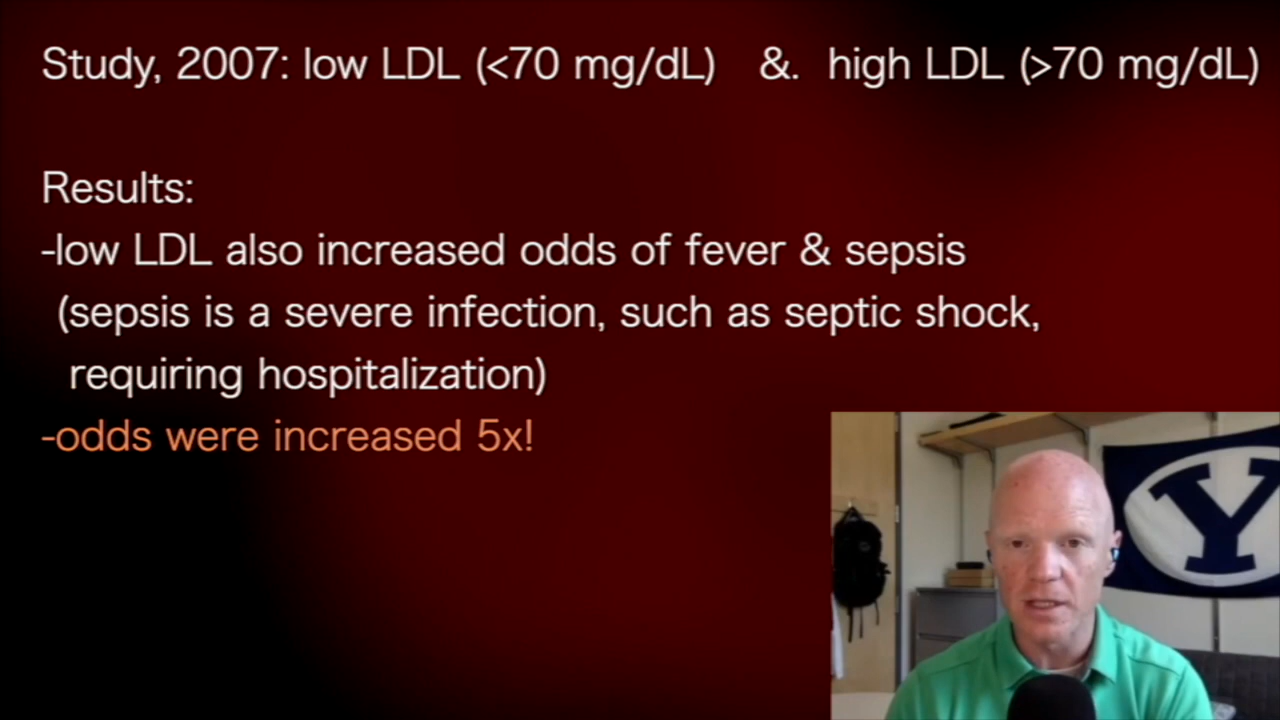 Study, 2007: low LDL (<70 mg/dL) &. high LDL (>70 mg/dL)
Results:
-low LDL also increased odds of fever & sepsis
(sepsis is a severe infection, such as septic shock,
requiring hospitalization)
-odds were increased 5x!
Y